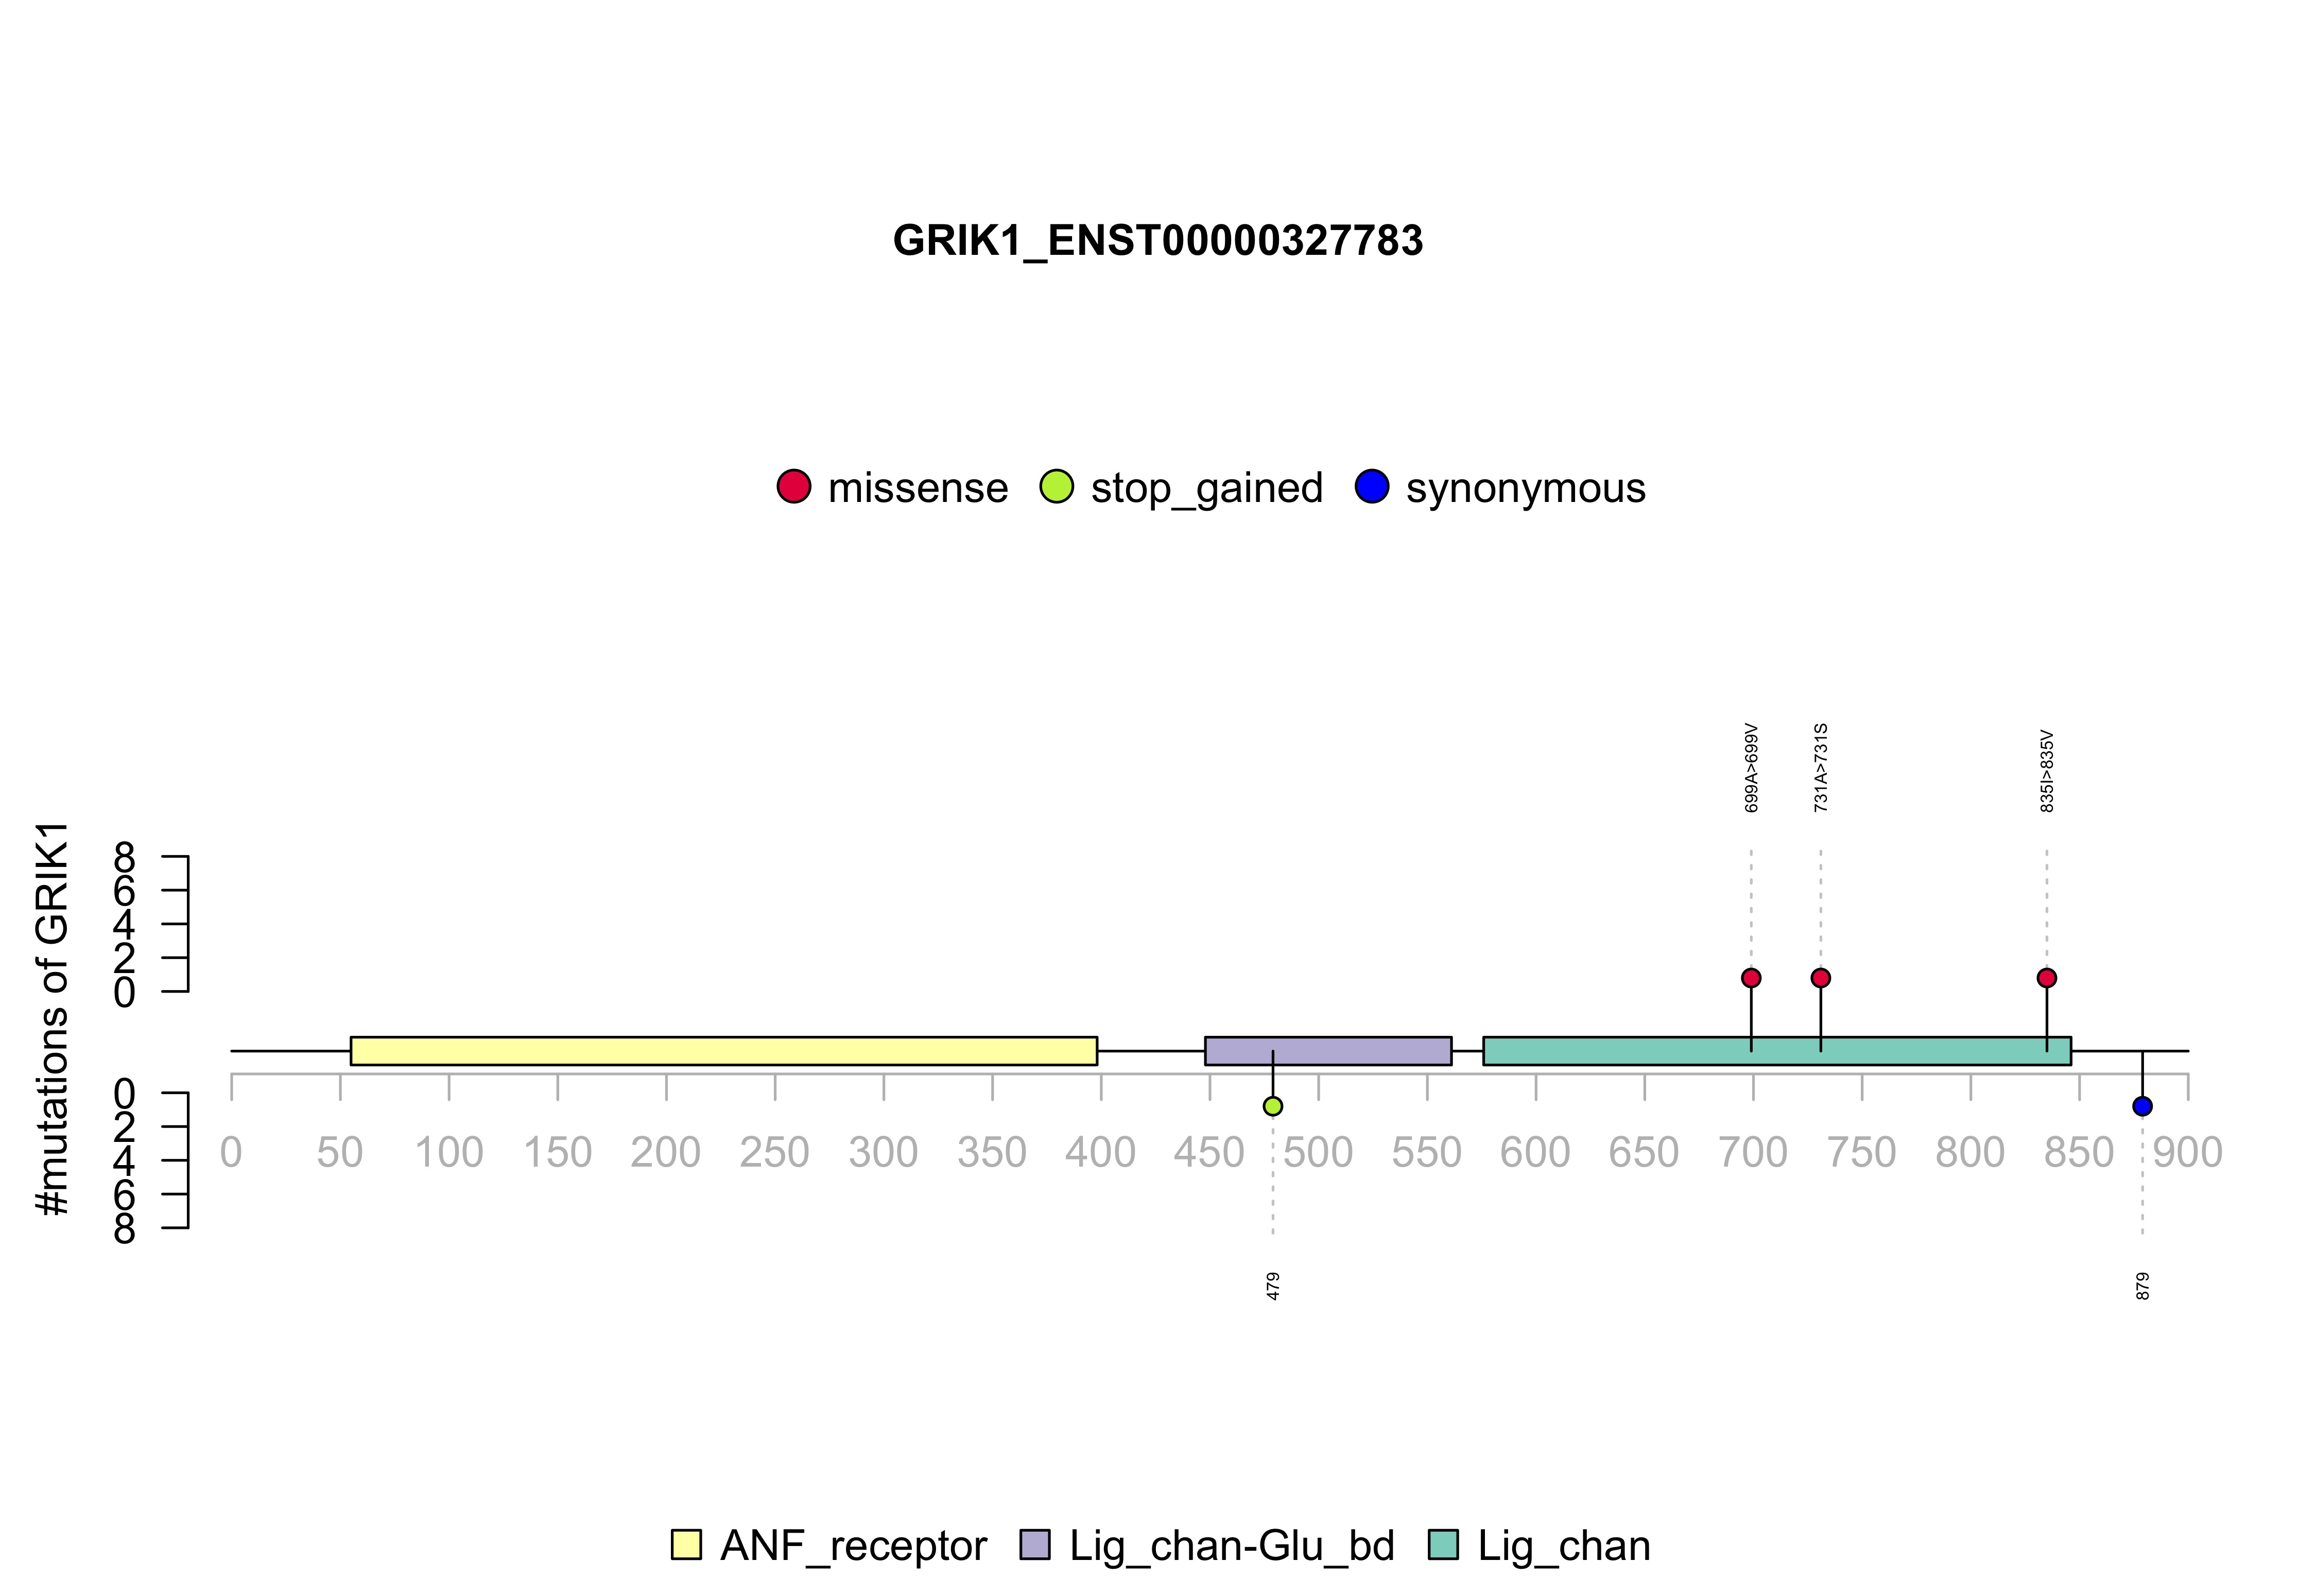 GRIK1_ENST00000327783
missense stop_gained synonymous
699A>699V
731A>731S
835I>835V
#mutations of GRIK1
8
6
4
2
0
0
2
4
6
8
0 50 100 150 200 250 300 350 400 450 500 550 600 650 700 750 800 850 900
479
879
ANF_receptor Lig_chan-Glu_bd Lig_chan